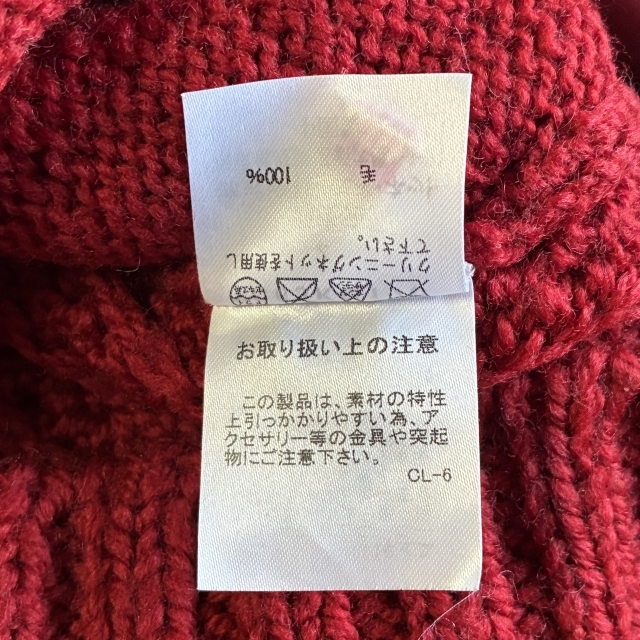 毛 100%
クリーニングネットを使用し
て下さい。
お取り扱い上の注意
この製品は、素材の特性
上引っかかりやすい為、ア
クセサリー等の金具や突起
物にご注意下さい。
CL-6